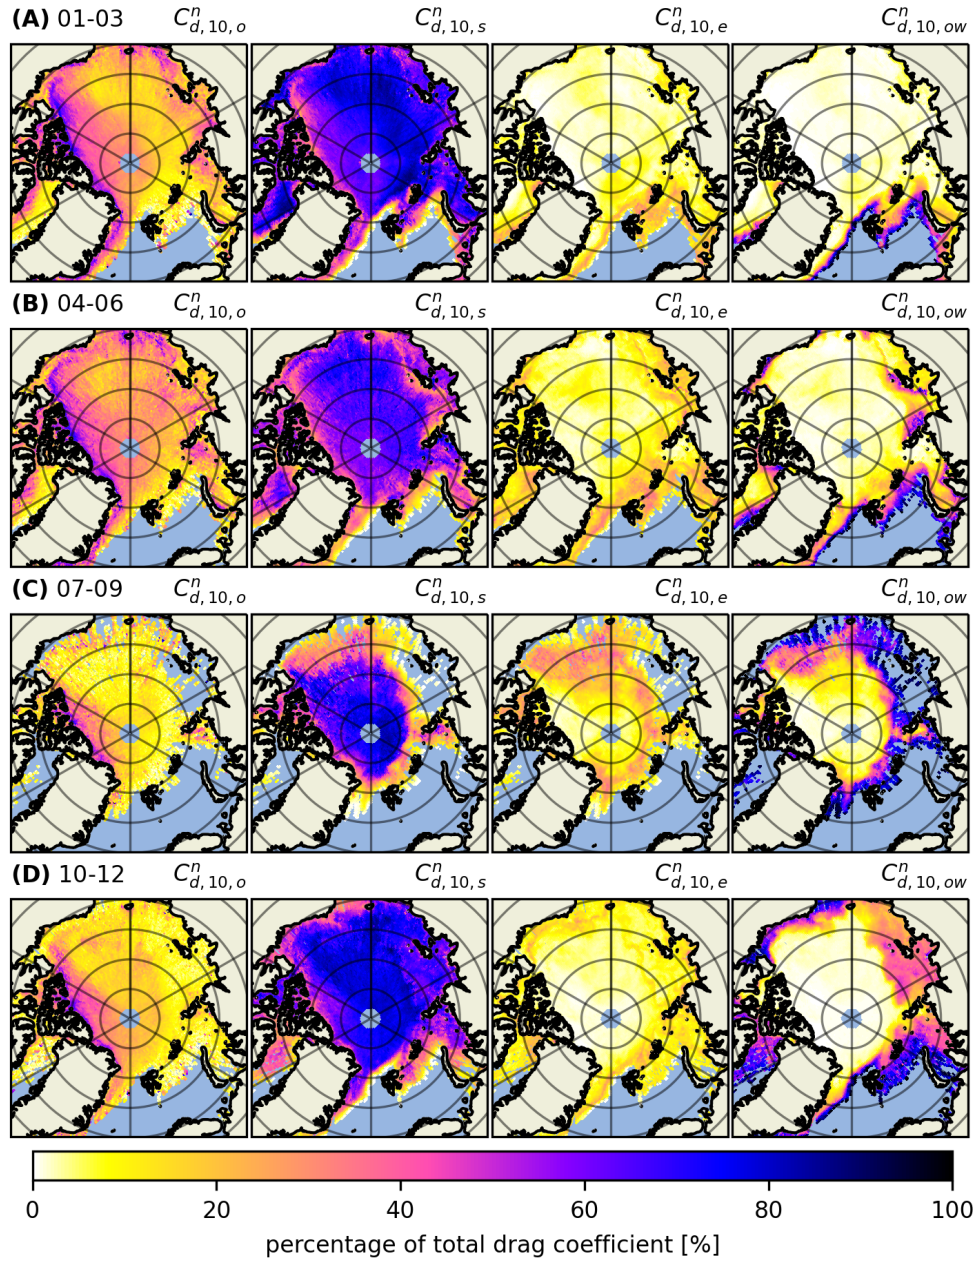 (A) 01-03 C^n_{d,10,o} C^n_{d,10,s} C^n_{d,10,e} C^n_{d,10,ow}
(B) 04-06 C^n_{d,10,o} C^n_{d,10,s} C^n_{d,10,e} C^n_{d,10,ow}
(C) 07-09 C^n_{d,10,o} C^n_{d,10,s} C^n_{d,10,e} C^n_{d,10,ow}
(D) 10-12 C^n_{d,10,o} C^n_{d,10,s} C^n_{d,10,e} C^n_{d,10,ow}
0 20 40 60 80 100
percentage of total drag coefficient [%]